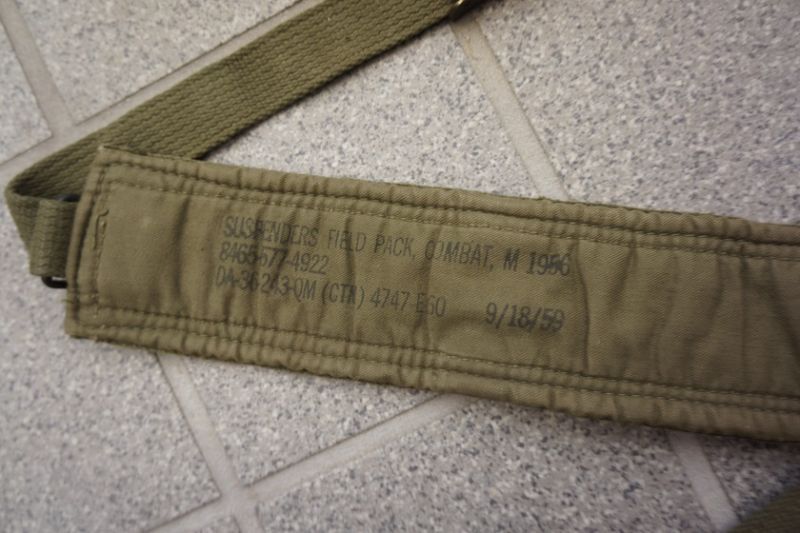 SUSPENDERS FIELD PACK, COMBAT, M 1956
8465-577-4922
DA-36-243-QM (CTM) 4747 E60 9/18/59